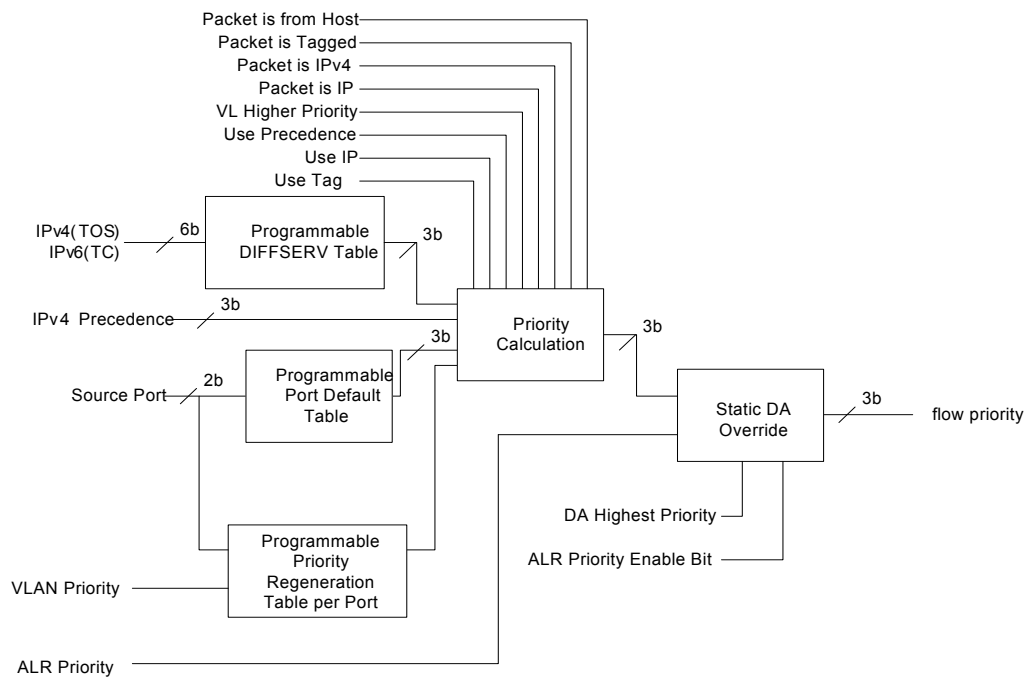 Packet is from Host
Packet is Tagged
Packet is IPv4
Packet is IP
VL Higher Priority
Use Precedence
Use IP
Use Tag
IPv4(TOS)
IPv6(TC)
6b
Programmable
DIFFSERV Table
3b
IPv4 Precedence
3b
Priority
Calculation
3b
3b
Source Port
2b
Programmable
Port Default
Table
Static DA
Override
3b
flow priority
DA Highest Priority
ALR Priority Enable Bit
Programmable
Priority
Regeneration
Table per Port
VLAN Priority
ALR Priority